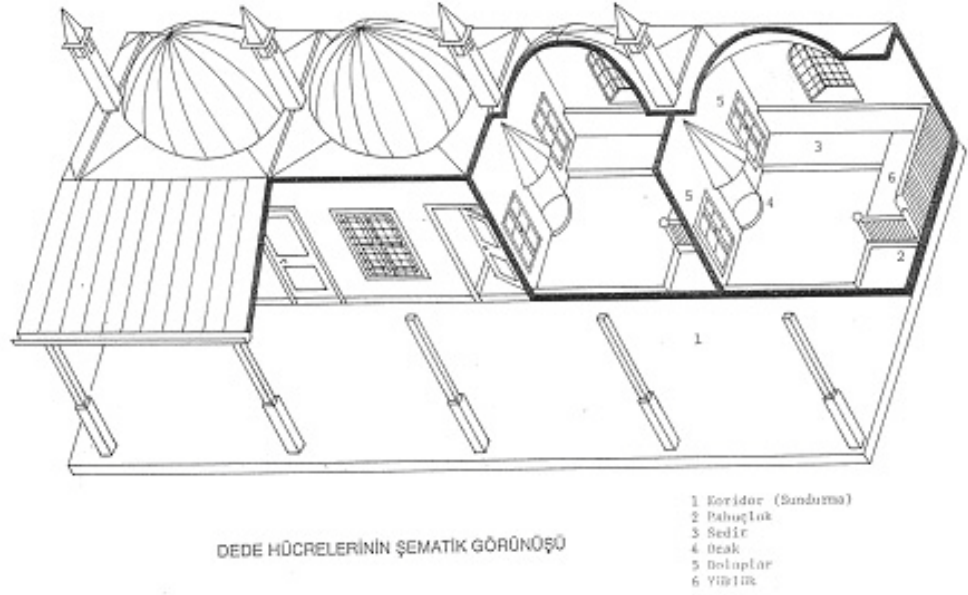 5
3
6
5
4
2
1
DEDE HÜCRELERİNİN ŞEMATİK GÖRÜNÜŞÜ
1 Koridor (Sundurma)
2 Pabuçluk
3 Sedir
4 Ocak
5 Dolaplar
6 Yüklük